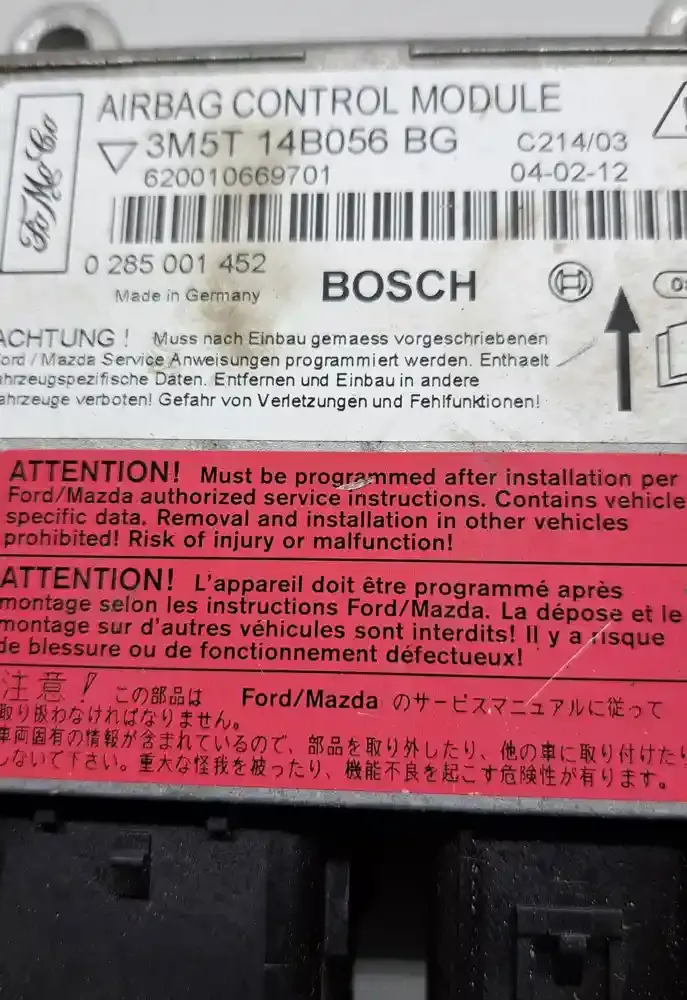 FoMoCo
AIRBAG CONTROL MODULE
3M5T 14B056 BG C214/03
620010669701 04-02-12
0 285 001 452
Made in Germany BOSCH
ACHTUNG ! Muss nach Einbau gemaess vorgeschriebenen
ord / Mazda Service Anweisungen programmiert werden. Enthaelt
ahrzeugspezifische Daten. Entfernen und Einbau in andere
ahrzeuge verboten! Gefahr von Verletzungen und Fehlfunktionen!
ATTENTION! Must be programmed after installation per
Ford/Mazda authorized service instructions. Contains vehicle
specific data. Removal and installation in other vehicles
prohibited! Risk of injury or malfunction!
ATTENTION! L'appareil doit être programmé après
montage selon les instructions Ford/Mazda. La dépose et le
montage sur d'autres véhicules sont interdits! Il y a risque
de blessure ou de fonctionnement défectueux!
注意! この部品は Ford/Mazda のサービスマニュアルに従って
取り扱わなければなりません。
車両固有の情報が含まれているので、部品を取り外したり、他の車に取り付けたり
しないで下さい。重大な怪我を被ったり、機能不良を起こす危険性が有ります。